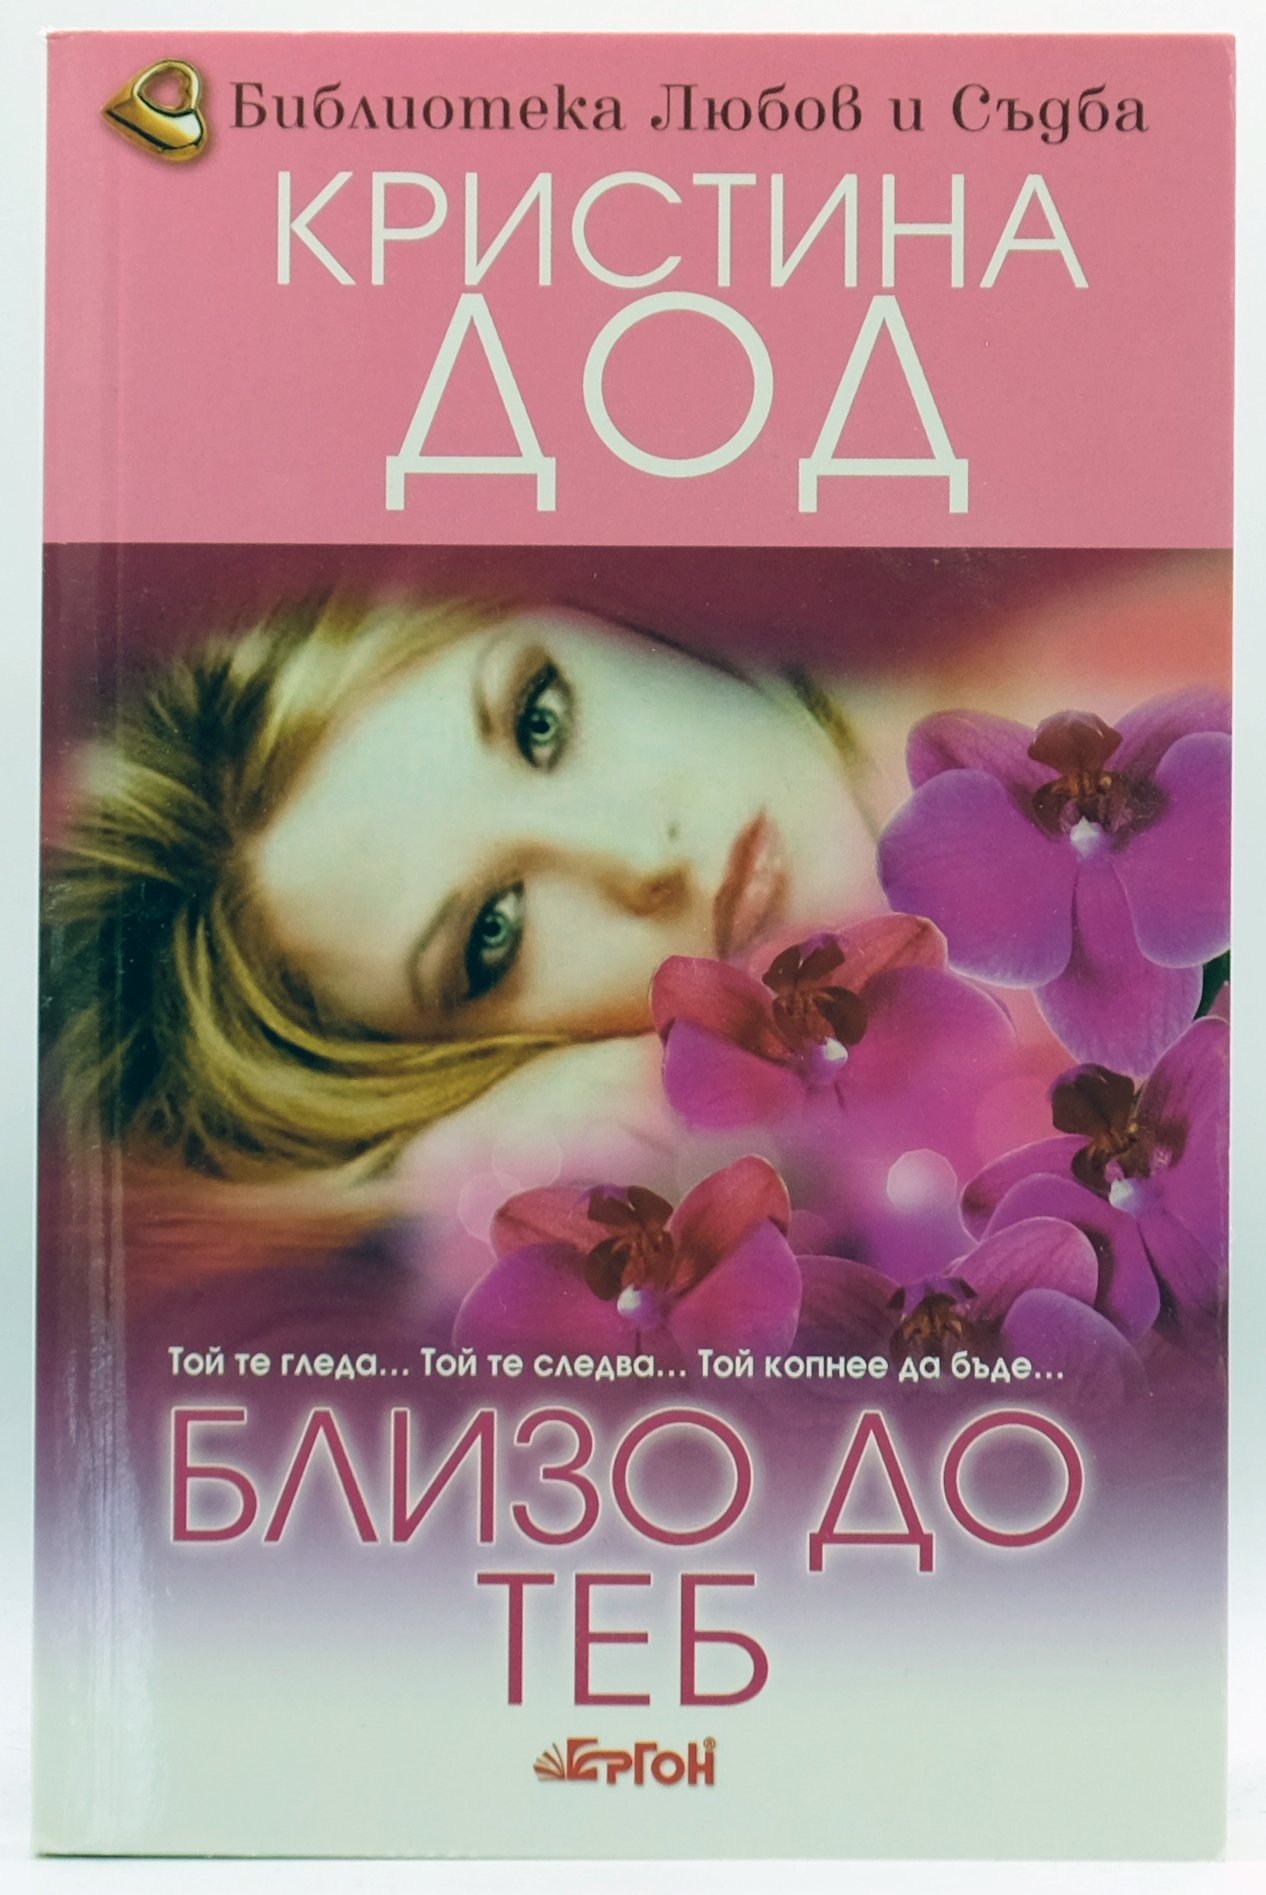 Библиотека Любов и Съдба
КРИСТИНА
ДОД
Той те гледа... Той те следва... Той копнее да бъде...
БЛИЗО ДО
ТЕБ
ЕРГОН®